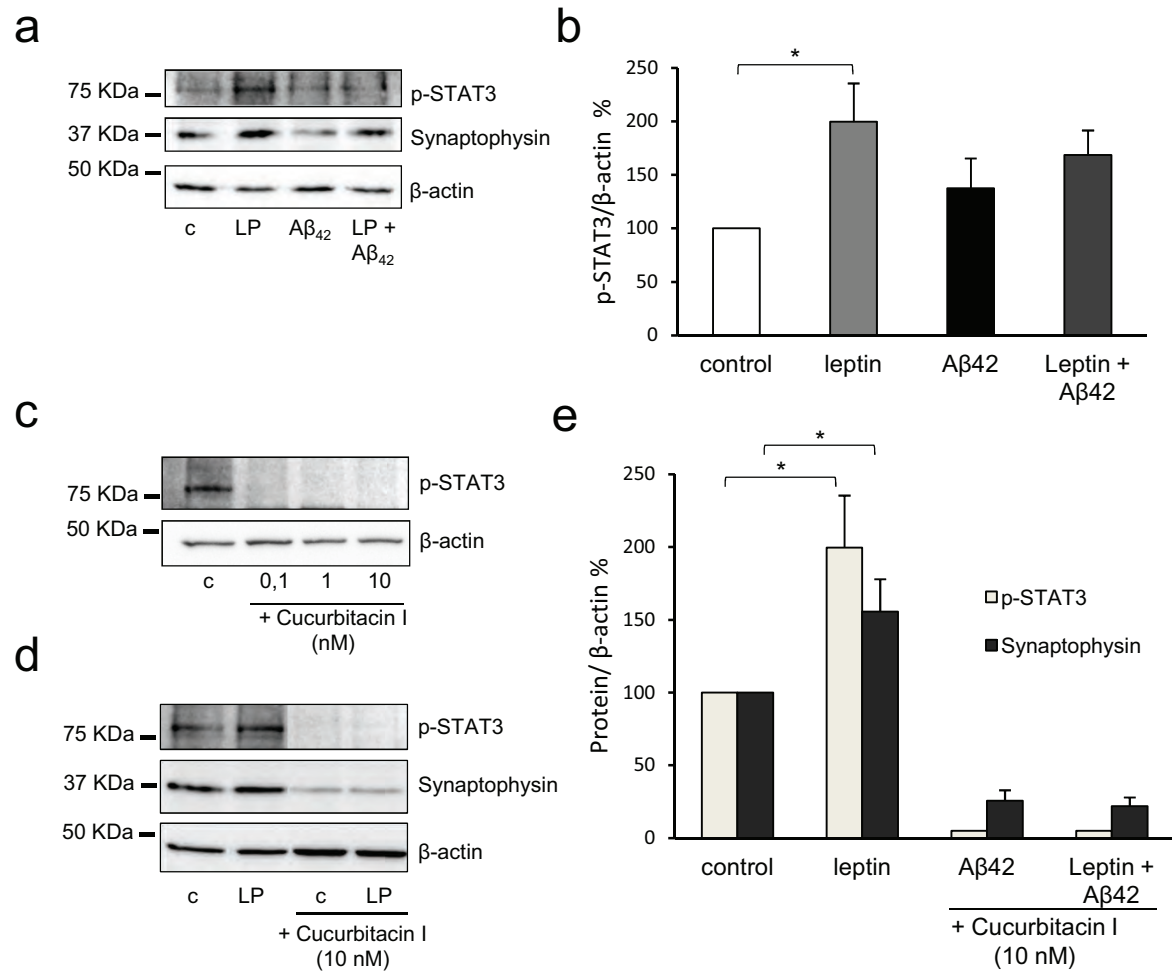 a
75 KDa
p-STAT3
37 KDa
Synaptophysin
50 KDa
β-actin
c LP Aβ₄₂ LP +
Aβ₄₂
b
*
250
200
150
100
50
0
p-STAT3/β-actin %
control leptin Aβ42 Leptin +
Aβ42
c
75 KDa
p-STAT3
50 KDa
β-actin
c 0,1 1 10
+ Cucurbitacin I
(nM)
d
75 KDa
p-STAT3
37 KDa
Synaptophysin
50 KDa
β-actin
c LP c LP
+ Cucurbitacin I
(10 nM)
e
*
*
250
200
150
100
50
0
Protein/ β-actin %
p-STAT3
Synaptophysin
control leptin Aβ42 Leptin +
Aβ42
+ Cucurbitacin I
(10 nM)